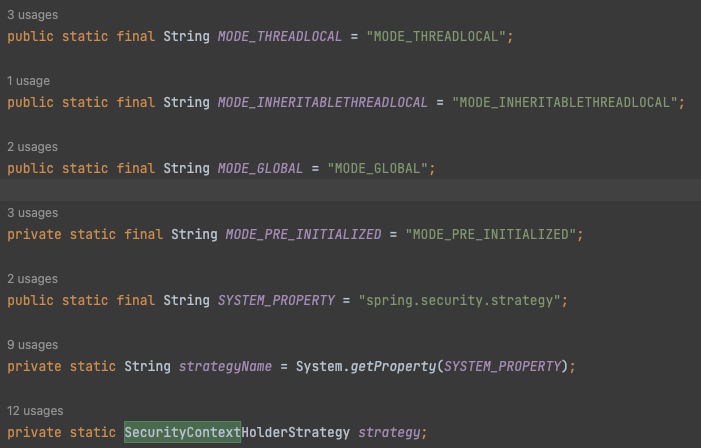 3 usages
public static final String MODE_THREADLOCAL = "MODE_THREADLOCAL";
1 usage
public static final String MODE_INHERITABLETHREADLOCAL = "MODE_INHERITABLETHREADLOCAL";
2 usages
public static final String MODE_GLOBAL = "MODE_GLOBAL";
3 usages
private static final String MODE_PRE_INITIALIZED = "MODE_PRE_INITIALIZED";
2 usages
public static final String SYSTEM_PROPERTY = "spring.security.strategy";
9 usages
private static String strategyName = System.getProperty(SYSTEM_PROPERTY);
12 usages
private static SecurityContextHolderStrategy strategy;